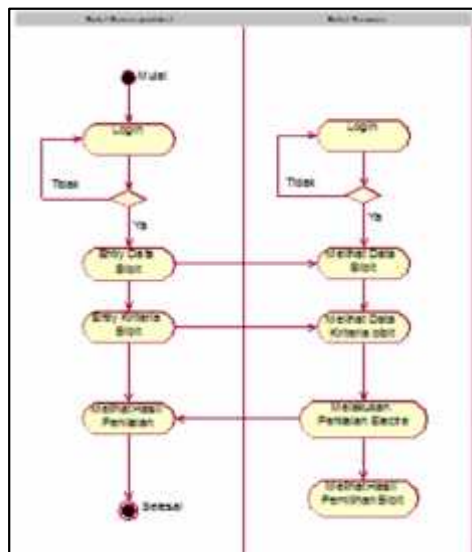 Mulai
Login
Tidak
Ya
Entry Data
Bibit
Entry Kriteria
Bibit
Melihat Hasil
Penilaian
Selesai
Login
Tidak
Ya
Melihat Data
Bibit
Melihat Data
Kriteria
Melakukan
Penilaian Electre
Melihat Hasil
Pemilihan Bibit